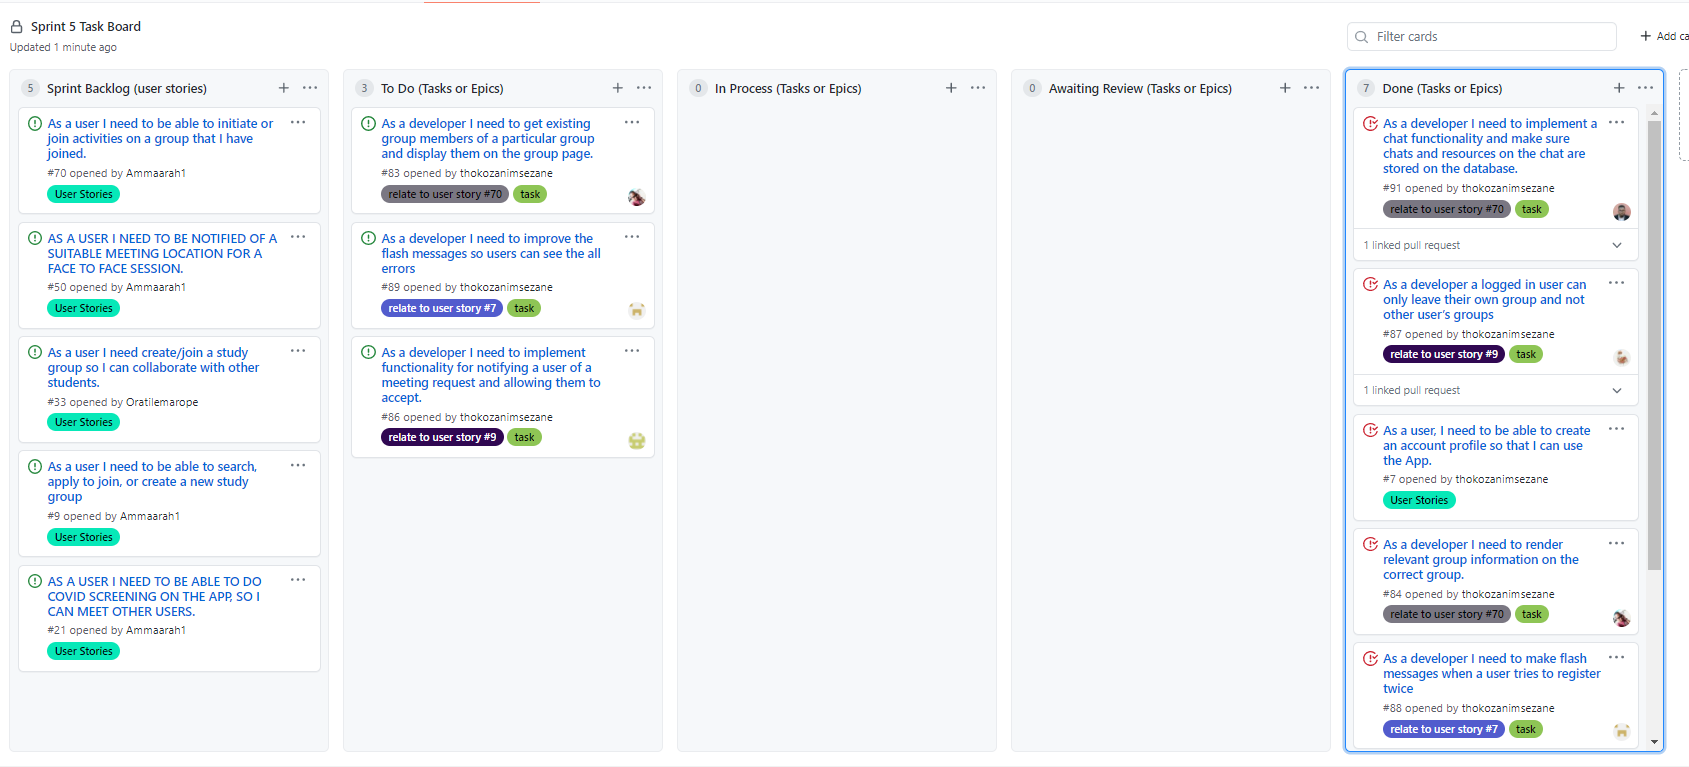 Sprint 5 Task Board
Updated 1 minute ago
Filter cards
+ Add ca
5 Sprint Backlog (user stories)
As a user I need to be able to initiate or
join activities on a group that I have
joined.
#70 opened by Ammaarah1
User Stories
AS A USER I NEED TO BE NOTIFIED OF A
SUITABLE MEETING LOCATION FOR A
FACE TO FACE SESSION.
#50 opened by Ammaarah1
User Stories
As a user I need create/join a study
group so I can collaborate with other
students.
#33 opened by Oratilemarope
User Stories
As a user I need to be able to search,
apply to join, or create a new study
group
#9 opened by Ammaarah1
User Stories
AS A USER I NEED TO BE ABLE TO DO
COVID SCREENING ON THE APP, SO I
CAN MEET OTHER USERS.
#21 opened by Ammaarah1
User Stories
3 To Do (Tasks or Epics)
As a developer I need to get existing
group members of a particular group
and display them on the group page.
#83 opened by thokozanimsezane
relate to user story #70 task
As a developer I need to improve the
flash messages so users can see the all
errors
#89 opened by thokozanimsezane
relate to user story #7 task
As a developer I need to implement
functionality for notifying a user of a
meeting request and allowing them to
accept.
#86 opened by thokozanimsezane
relate to user story #9 task
0 In Process (Tasks or Epics)
0 Awaiting Review (Tasks or Epics)
7 Done (Tasks or Epics)
As a developer I need to implement a
chat functionality and make sure
chats and resources on the chat are
stored on the database.
#91 opened by thokozanimsezane
relate to user story #70 task
1 linked pull request
As a developer a logged in user can
only leave their own group and not
other user's groups
#87 opened by thokozanimsezane
relate to user story #9 task
1 linked pull request
As a user, I need to be able to create
an account profile so that I can use
the App.
#7 opened by thokozanimsezane
User Stories
As a developer I need to render
relevant group information on the
correct group.
#84 opened by thokozanimsezane
relate to user story #70 task
As a developer I need to make flash
messages when a user tries to register
twice
#88 opened by thokozanimsezane
relate to user story #7 task